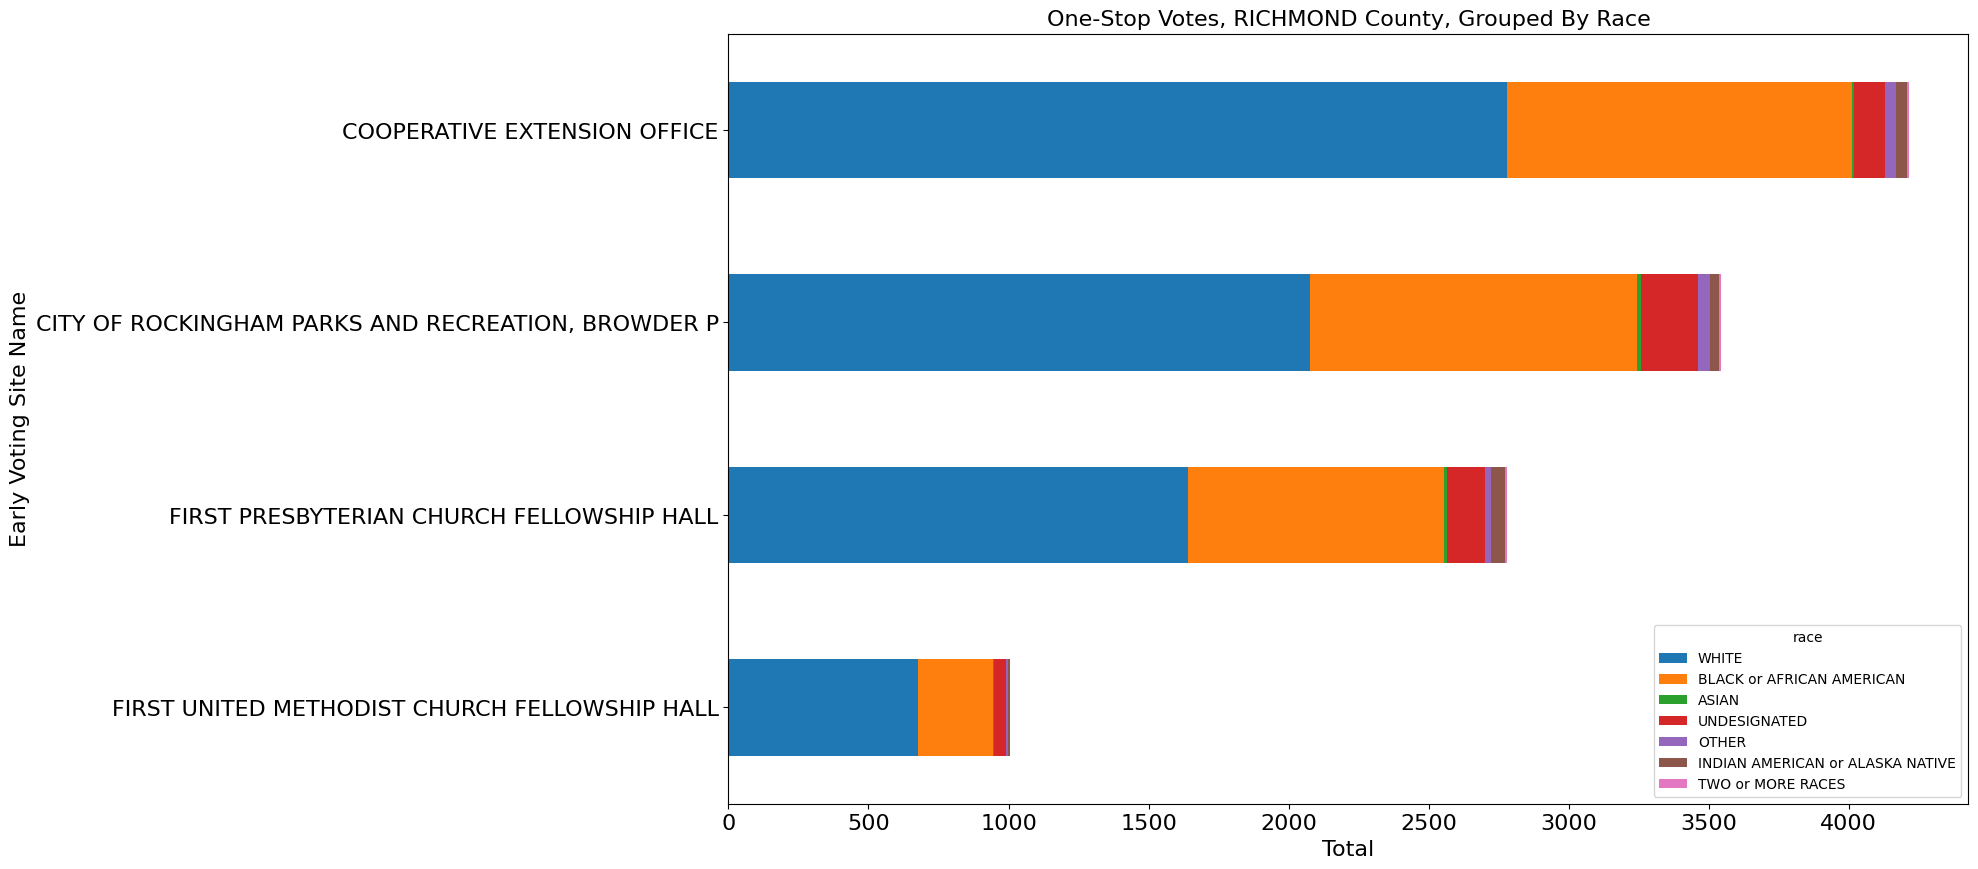 One-Stop Votes, RICHMOND County, Grouped By Race
Early Voting Site Name
COOPERATIVE EXTENSION OFFICE
CITY OF ROCKINGHAM PARKS AND RECREATION, BROWDER P
FIRST PRESBYTERIAN CHURCH FELLOWSHIP HALL
FIRST UNITED METHODIST CHURCH FELLOWSHIP HALL
race
WHITE
BLACK or AFRICAN AMERICAN
ASIAN
UNDESIGNATED
OTHER
INDIAN AMERICAN or ALASKA NATIVE
TWO or MORE RACES
0 500 1000 1500 2000 2500 3000 3500 4000
Total